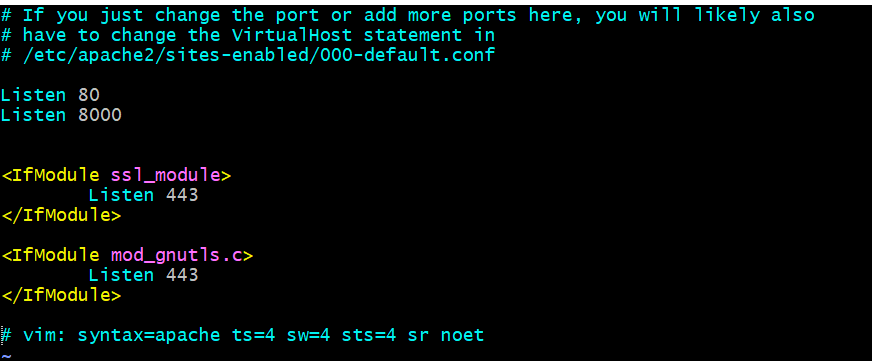 # If you just change the port or add more ports here, you will likely also
# have to change the VirtualHost statement in
# /etc/apache2/sites-enabled/000-default.conf
Listen 80
Listen 8000
<IfModule ssl_module>
Listen 443
</IfModule>
<IfModule mod_gnutls.c>
Listen 443
</IfModule>
# vim: syntax=apache ts=4 sw=4 sts=4 sr noet
~